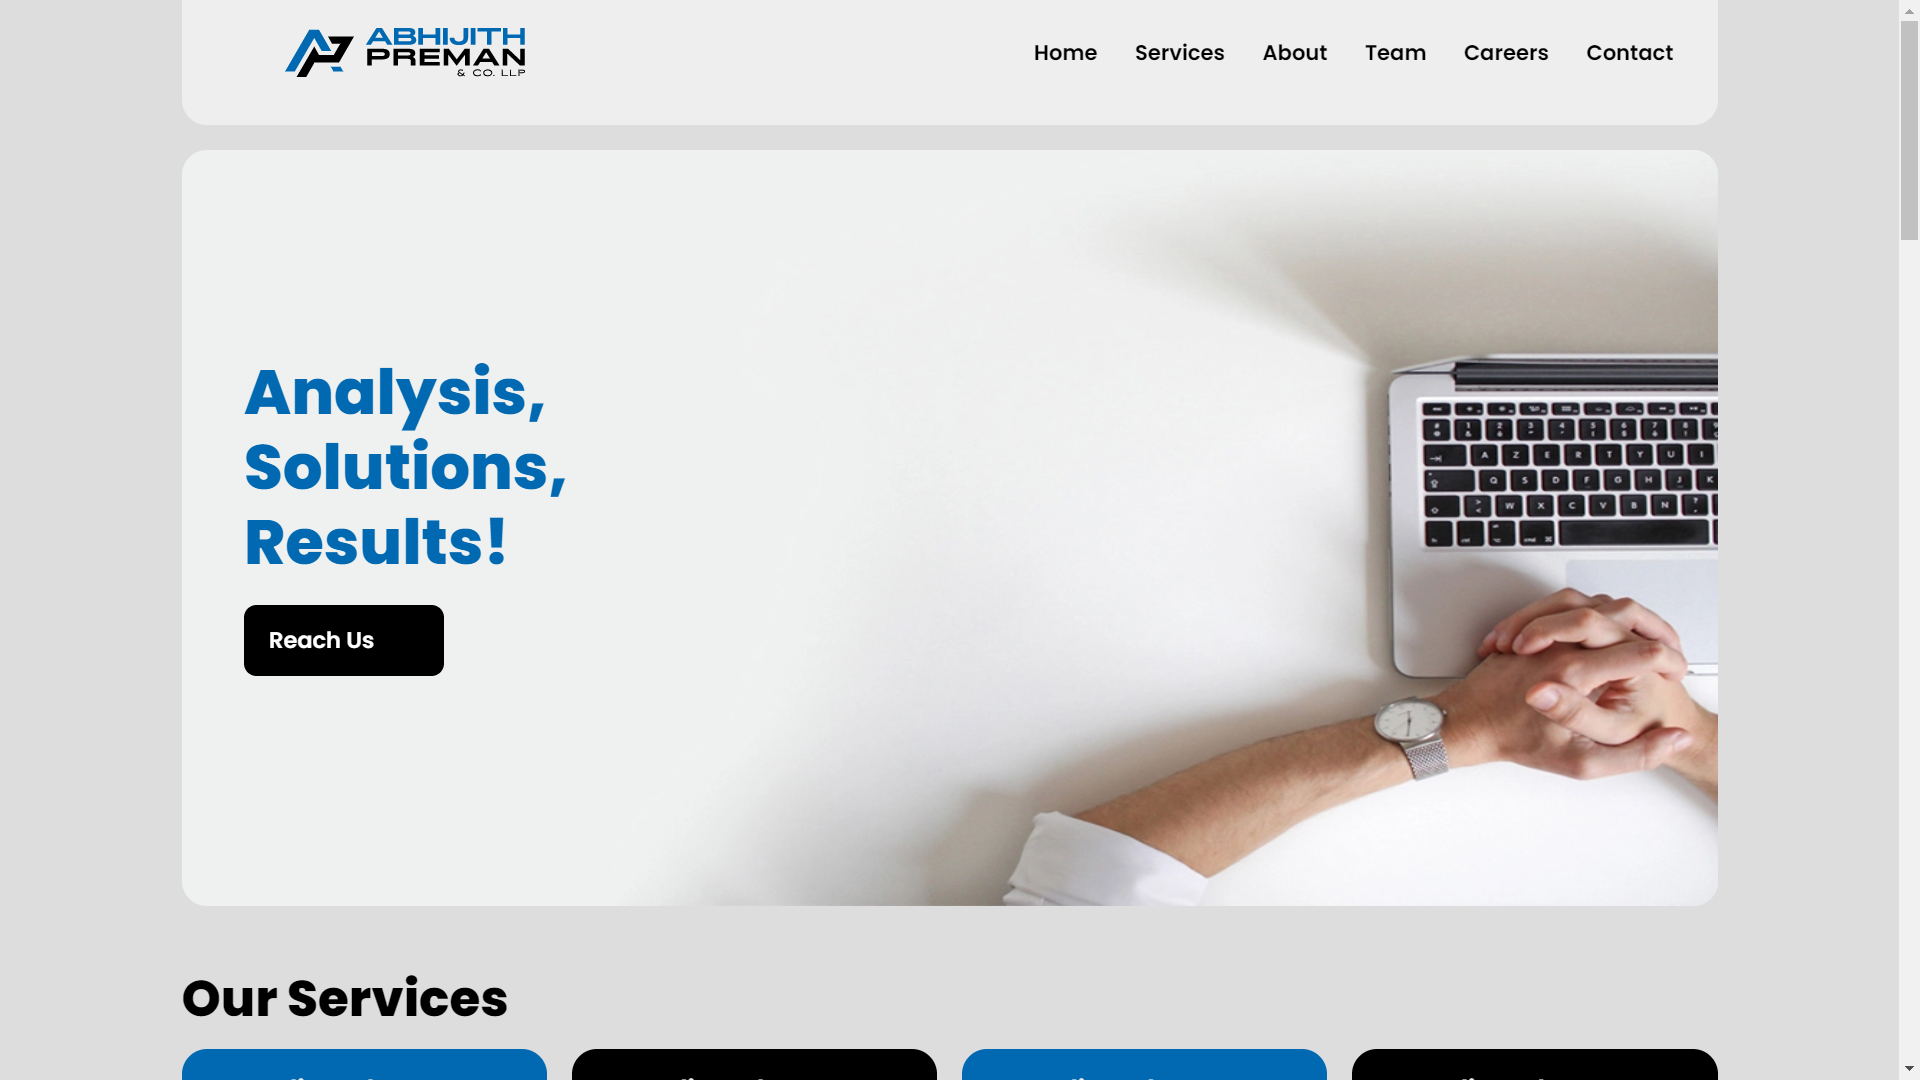 ABHIJITH
PREMAN
& CO. LLP
Home Services About Team Careers Contact
Analysis,
Solutions,
Results!
Reach Us
Our Services